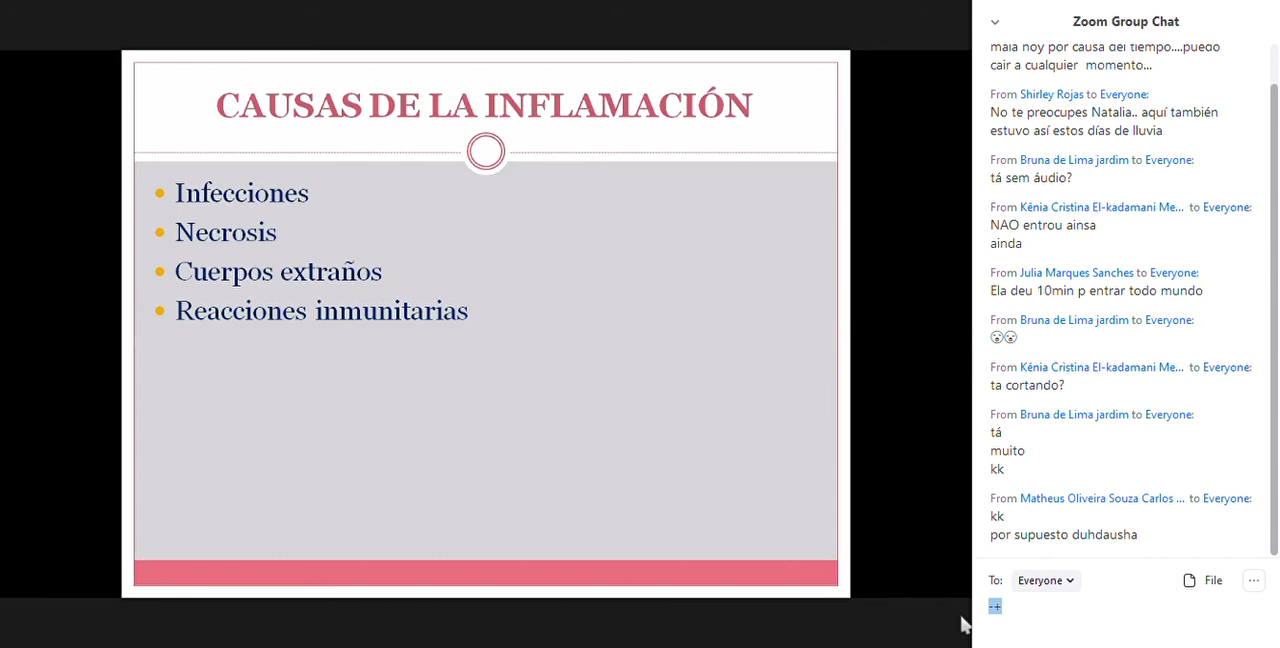 CAUSAS DE LA INFLAMACIÓN
Infecciones
Necrosis
Cuerpos extraños
Reacciones inmunitarias
Zoom Group Chat
mala hoy por causa del tiempo....puedo
cair a cualquier momento...
From Shirley Rojas to Everyone:
No te preocupes Natalia.. aquí también
estuvo así estos días de lluvia
From Bruna de Lima jardim to Everyone:
tá sem áudio?
From Kênia Cristina El-kadamani Me... to Everyone:
NAO entrou ainsa
ainda
From Julia Marques Sanches to Everyone:
Ela deu 10min p entrar todo mundo
From Bruna de Lima jardim to Everyone:
😮😮
From Kênia Cristina El-kadamani Me... to Everyone:
ta cortando?
From Bruna de Lima jardim to Everyone:
tá
muito
kk
From Matheus Oliveira Souza Carlos ... to Everyone:
kk
por supuesto duhdausha
To: Everyone File ...
-+